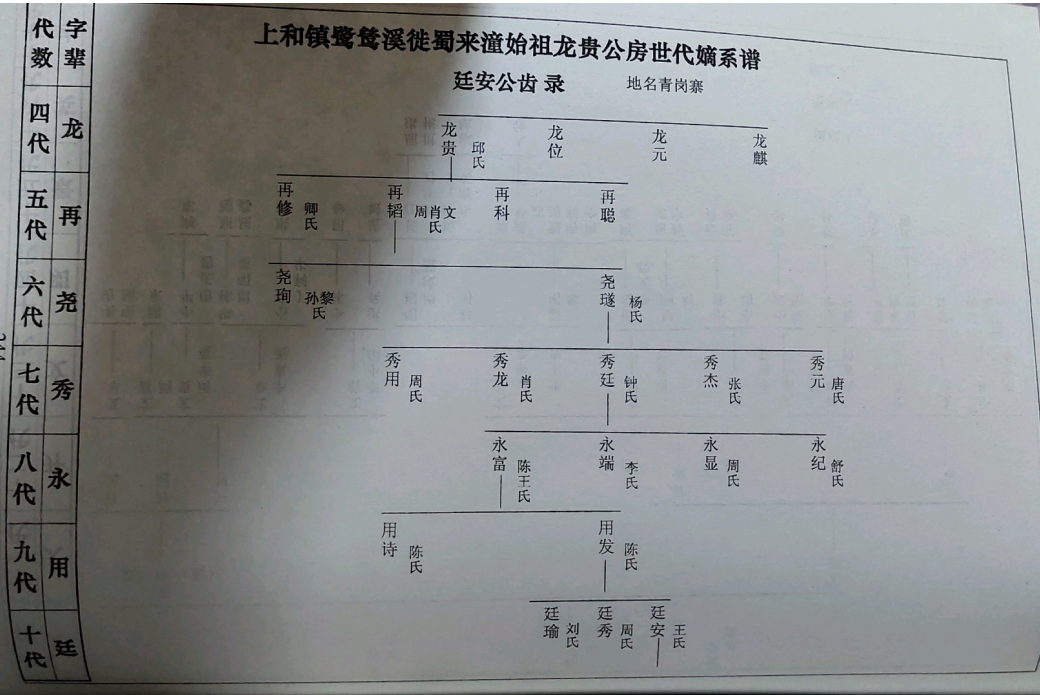 上和镇鹭鸶溪徙蜀来潼始祖龙贵公房世代嫡系谱
廷安公齿录 地名青岗寨
代数 字辈
四代 龙
龙贵 邱氏 龙位 龙元 龙麒
五代 再
再修 卿氏 再韬 周肖文氏 再科 再聪
六代 尧
尧珣 孙黎氏 尧璲 杨氏
七代 秀
秀用 周氏 秀龙 肖氏 秀廷 钟氏 秀杰 张氏 秀元 唐氏
八代 永
永富 陈王氏 永端 李氏 永显 周氏 永纪 舒氏
九代 用
用诗 陈氏 用发 陈氏
十代 廷
廷瑜 刘氏 廷秀 周氏 廷安 王氏